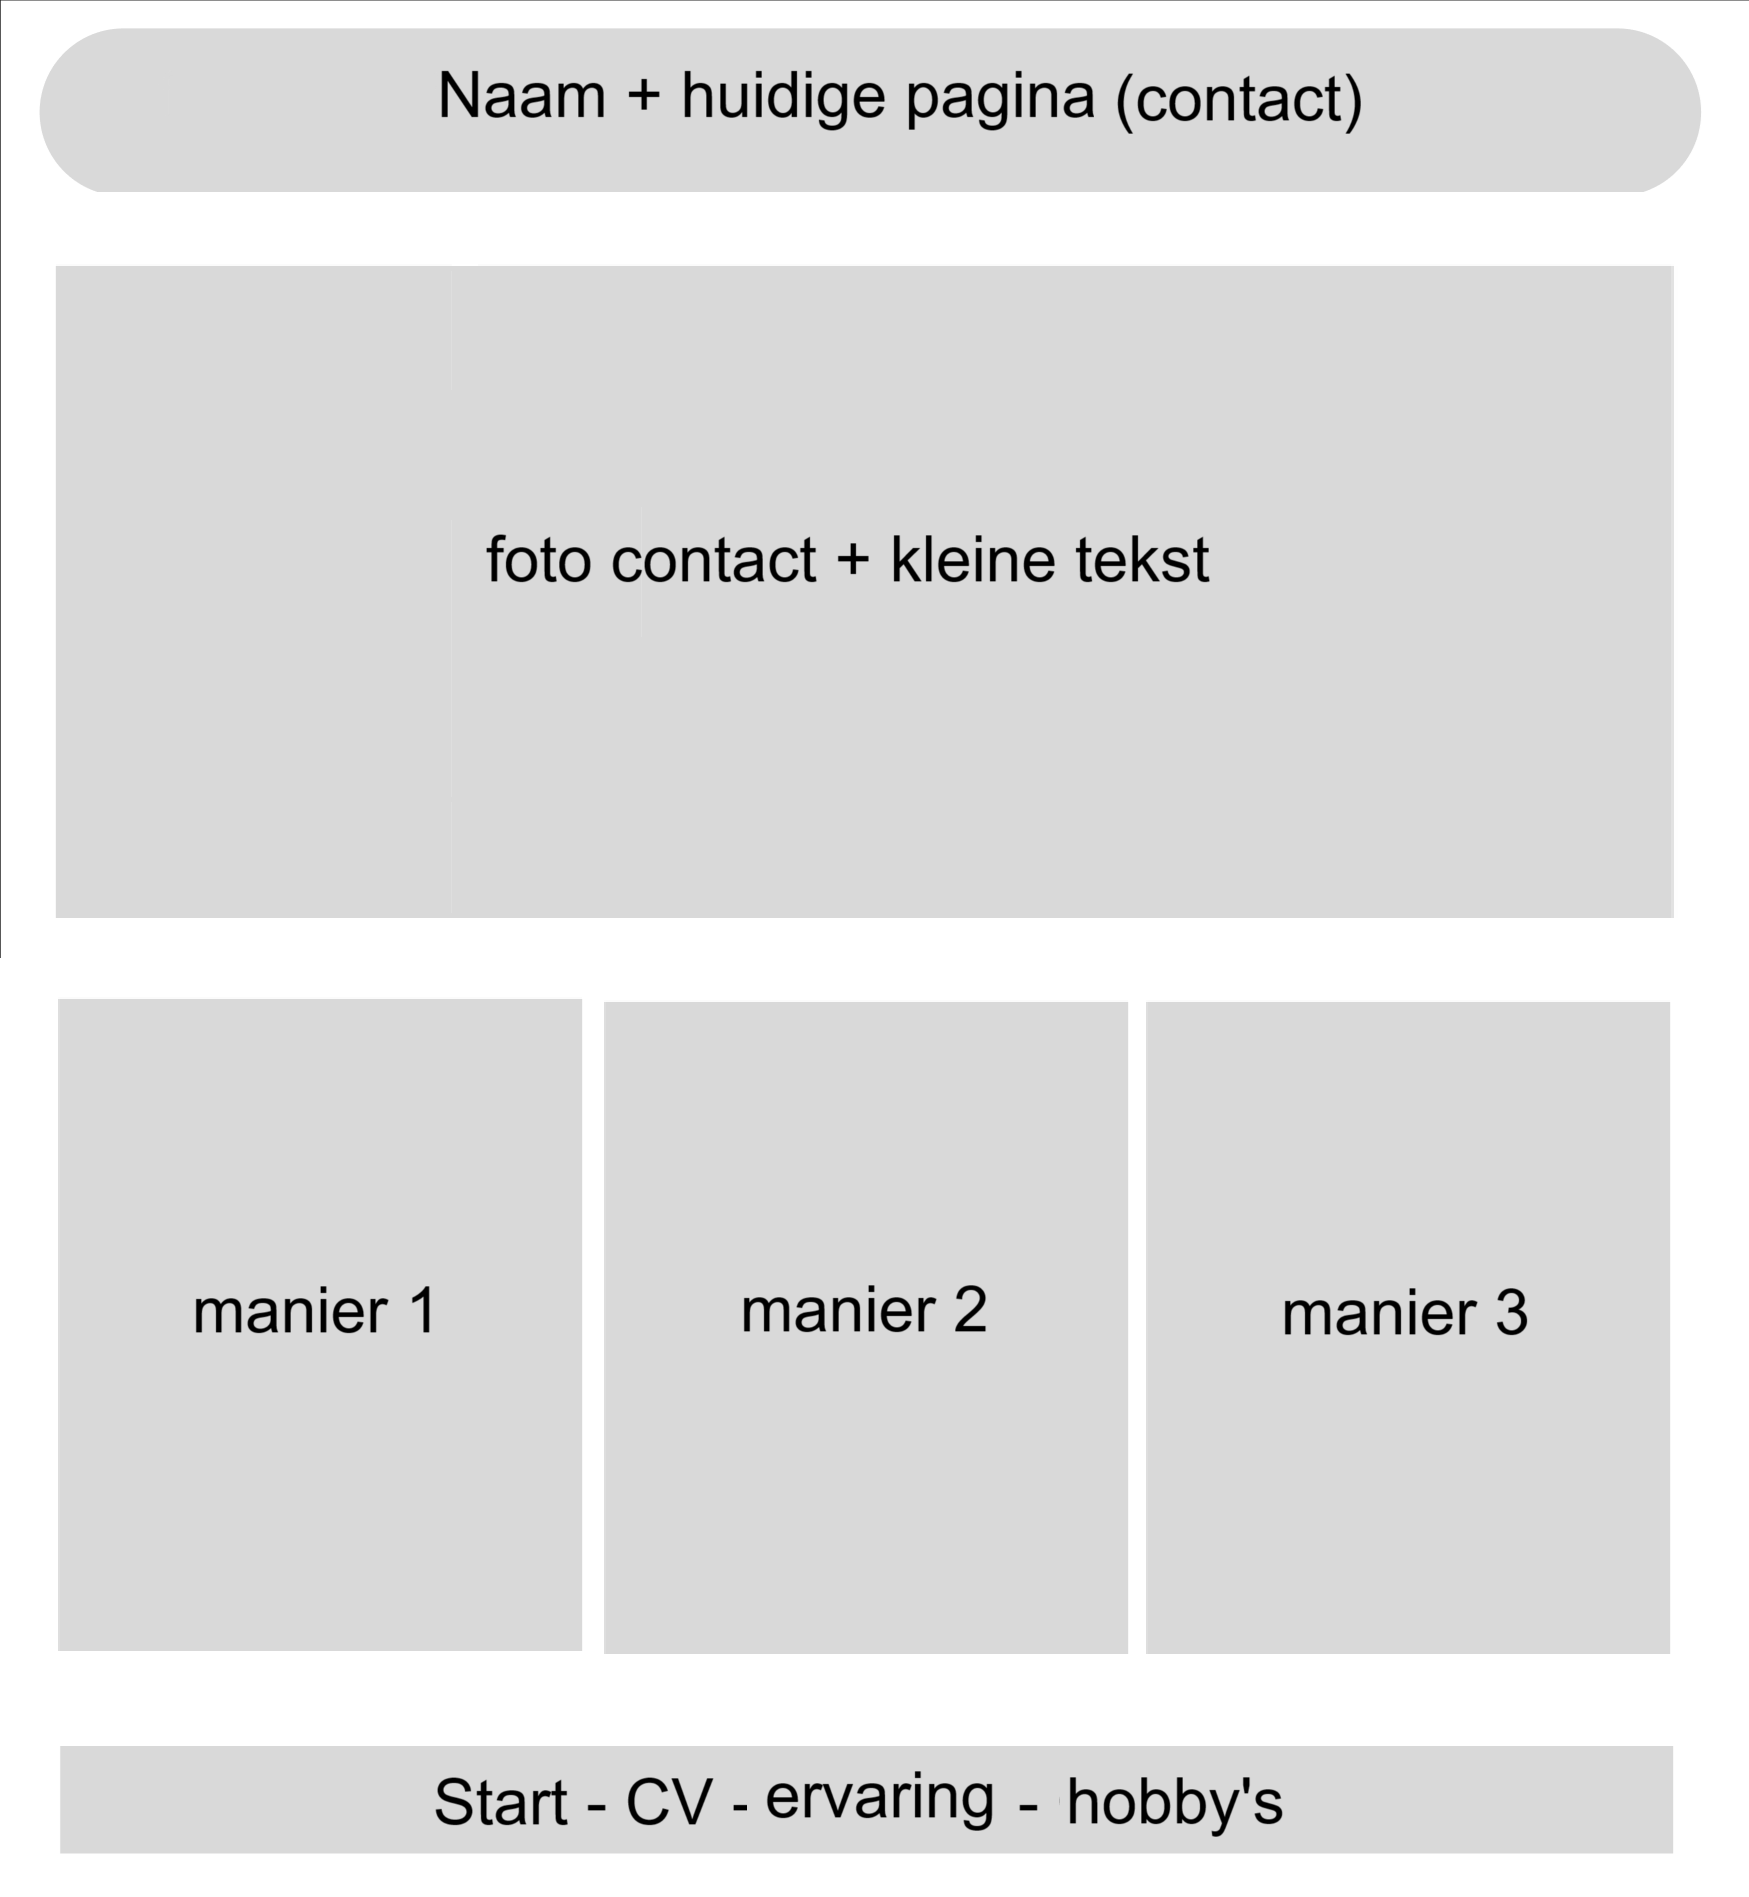 Naam + huidige pagina (contact)
foto contact + kleine tekst
manier 1
manier 2
manier 3
Start - CV - ervaring - hobby's